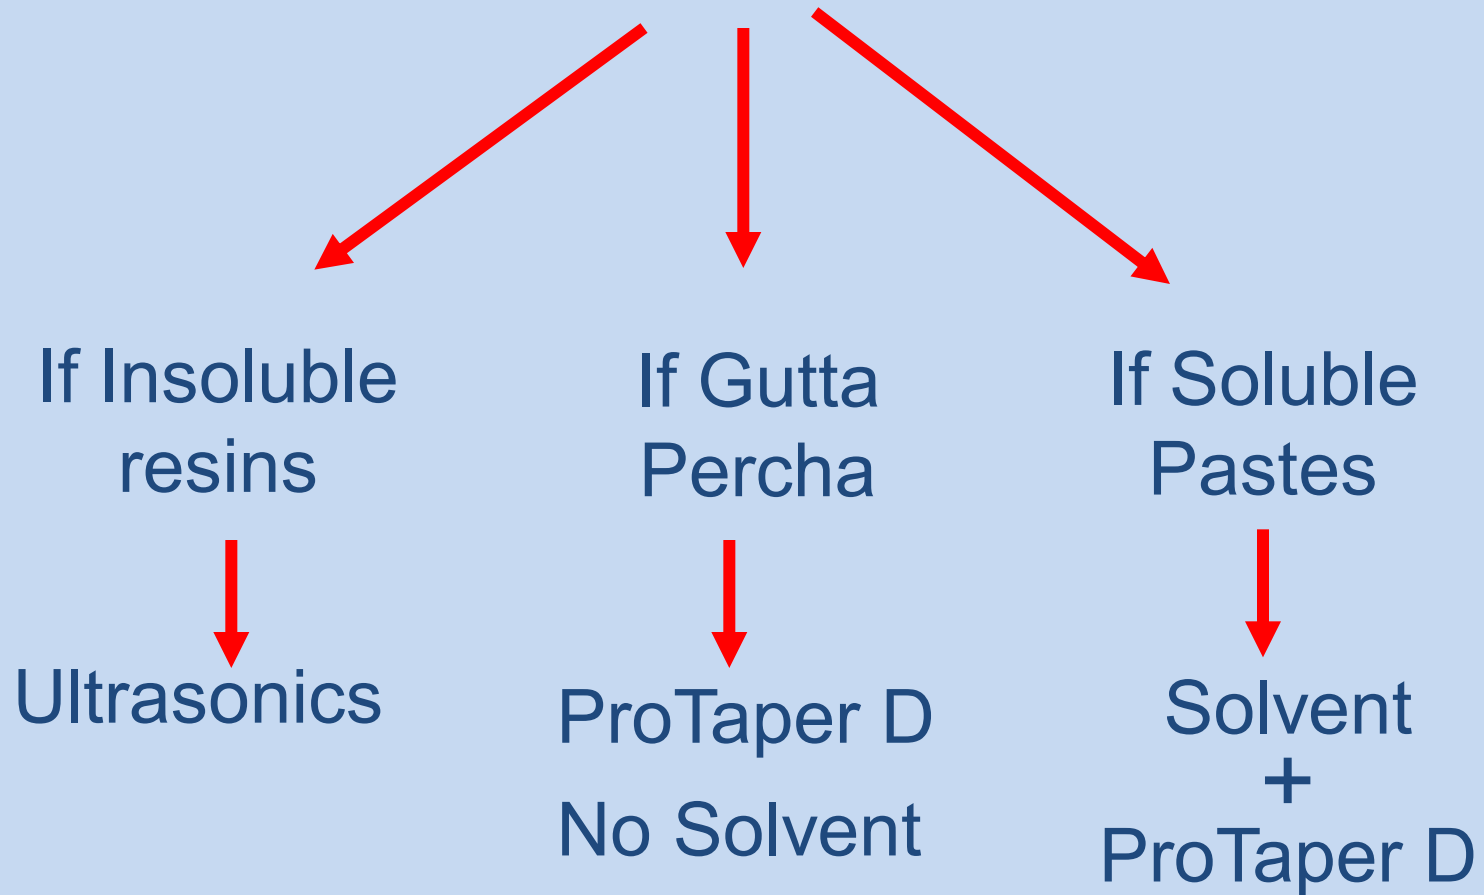 If Insoluble
resins
Ultrasonics
If Gutta
Percha
ProTaper D
No Solvent
If Soluble
Pastes
Solvent
+
ProTaper D